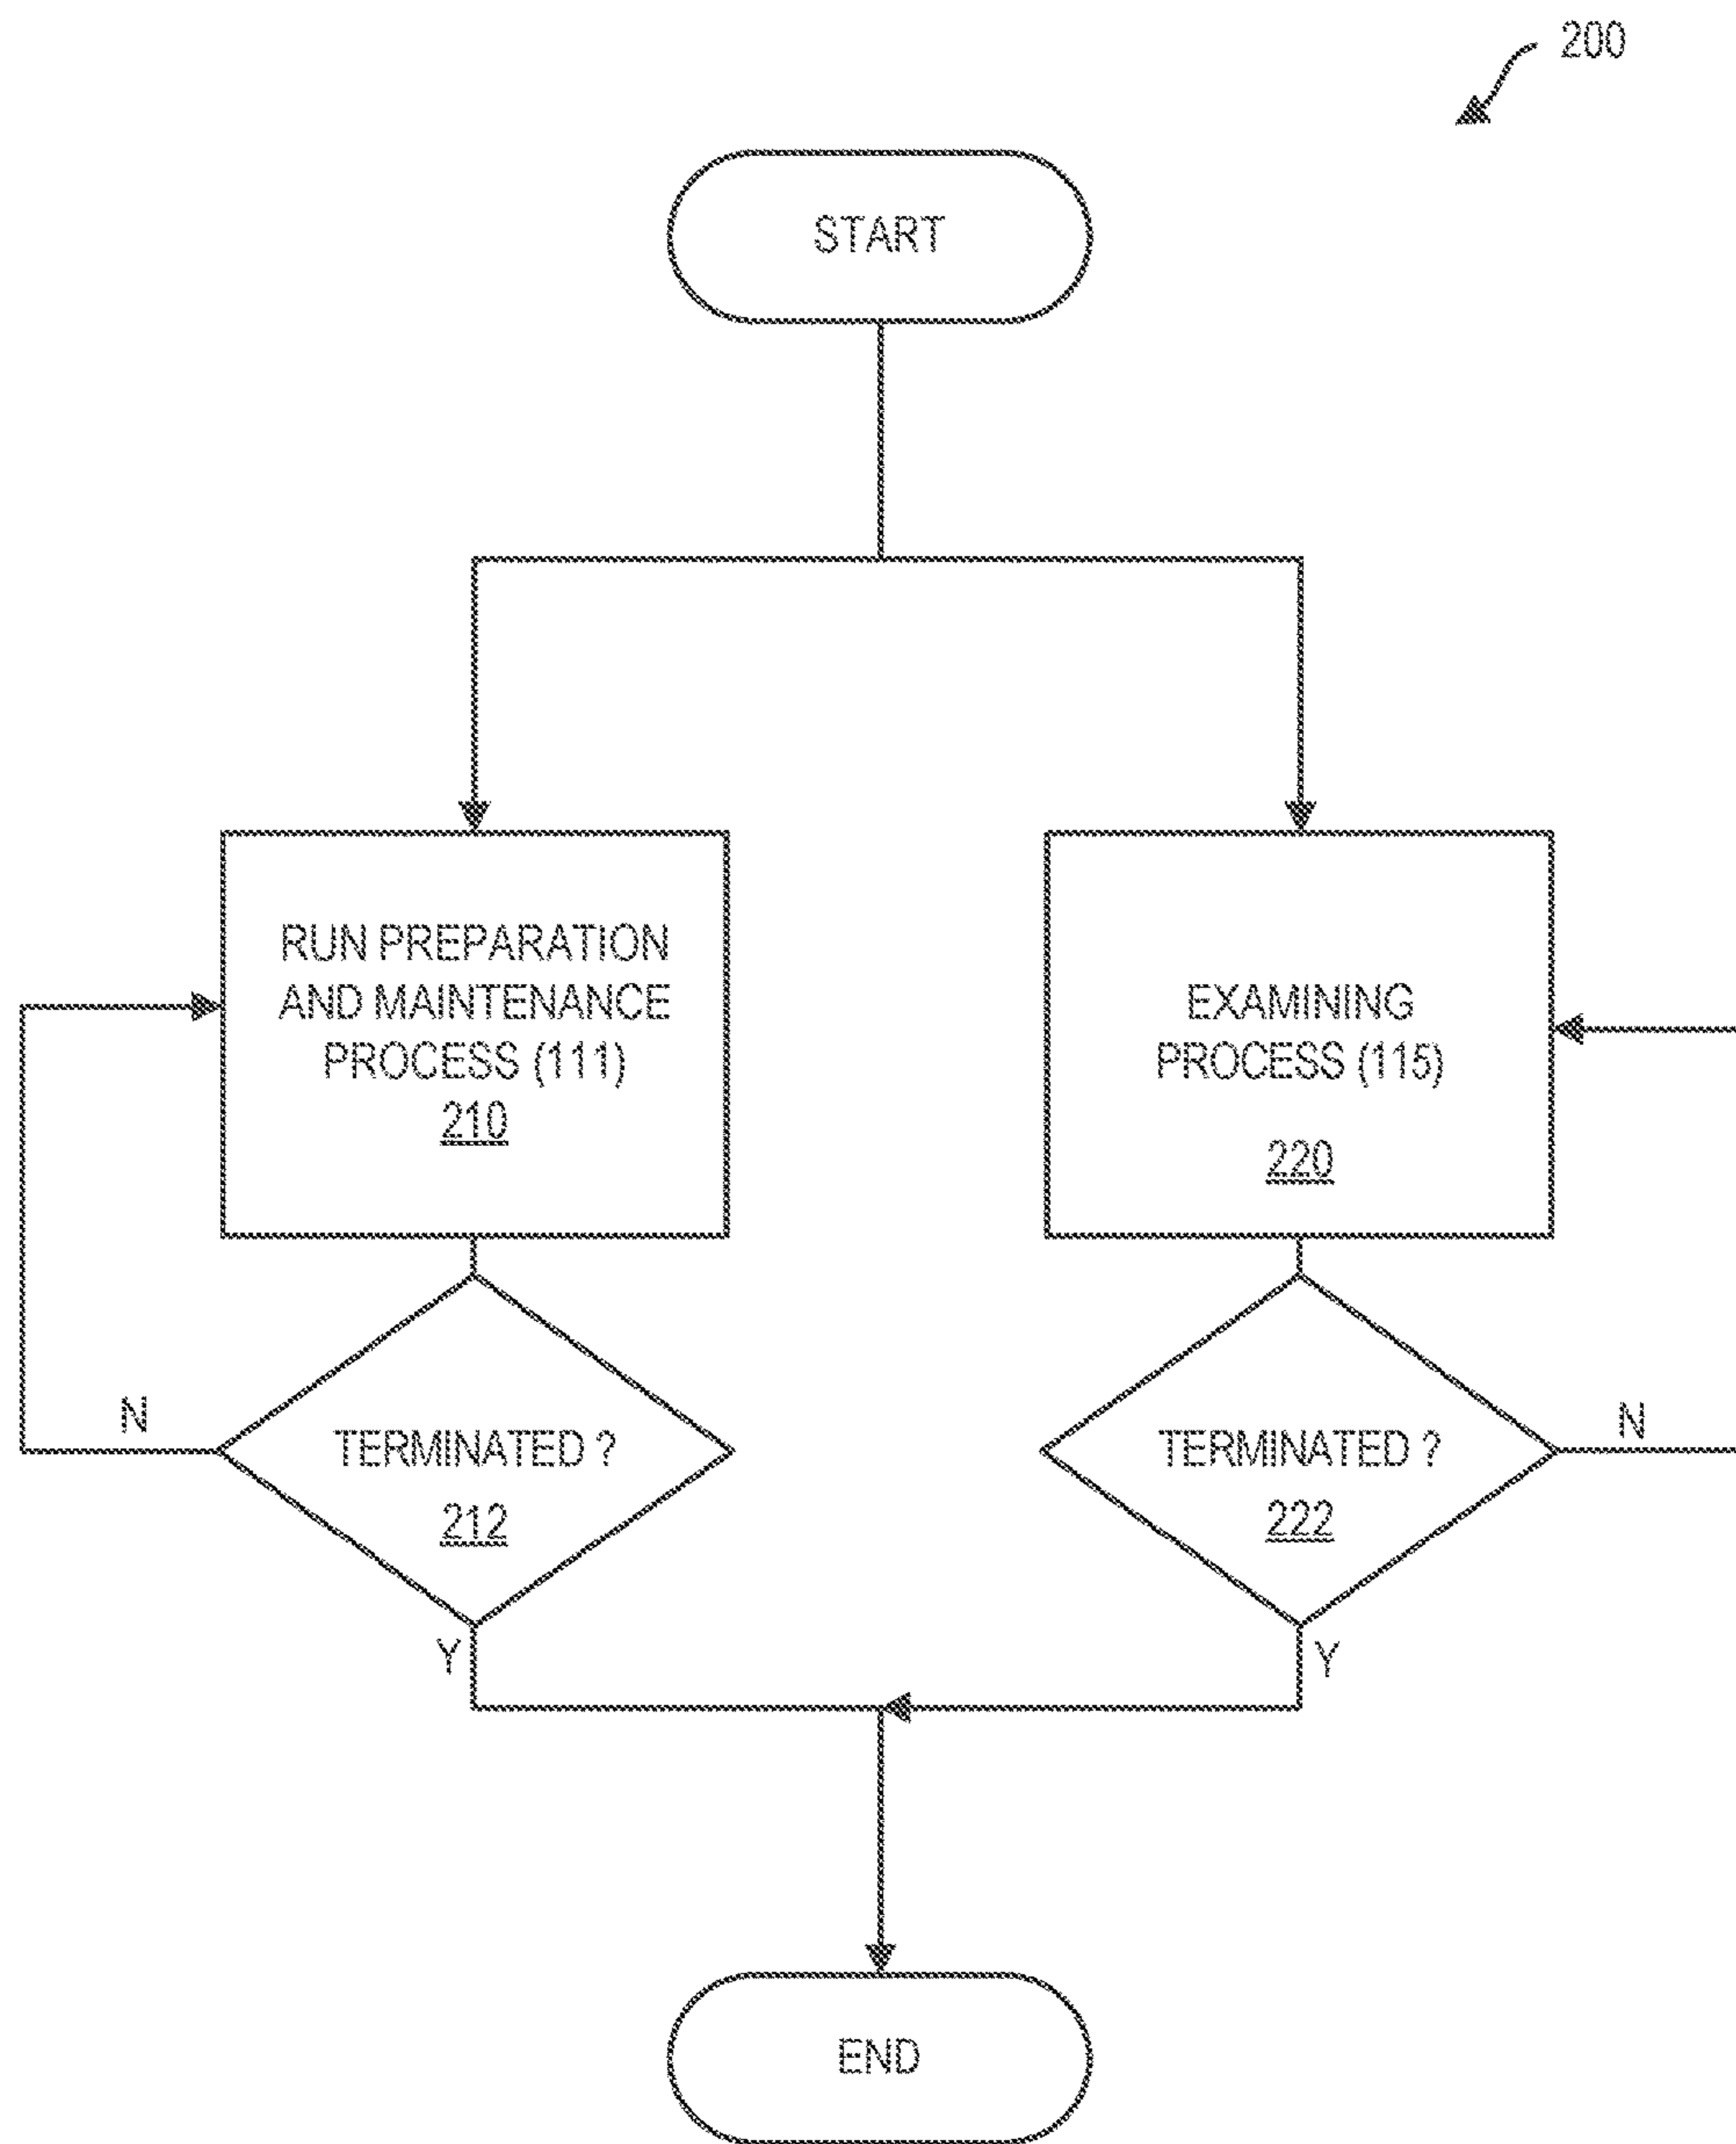 200
START
RUN PREPARATION
AND MAINTENANCE
PROCESS (111)
210
EXAMINING
PROCESS (115)
220
N
TERMINATED ?
212
Y
TERMINATED ?
222
N
Y
END